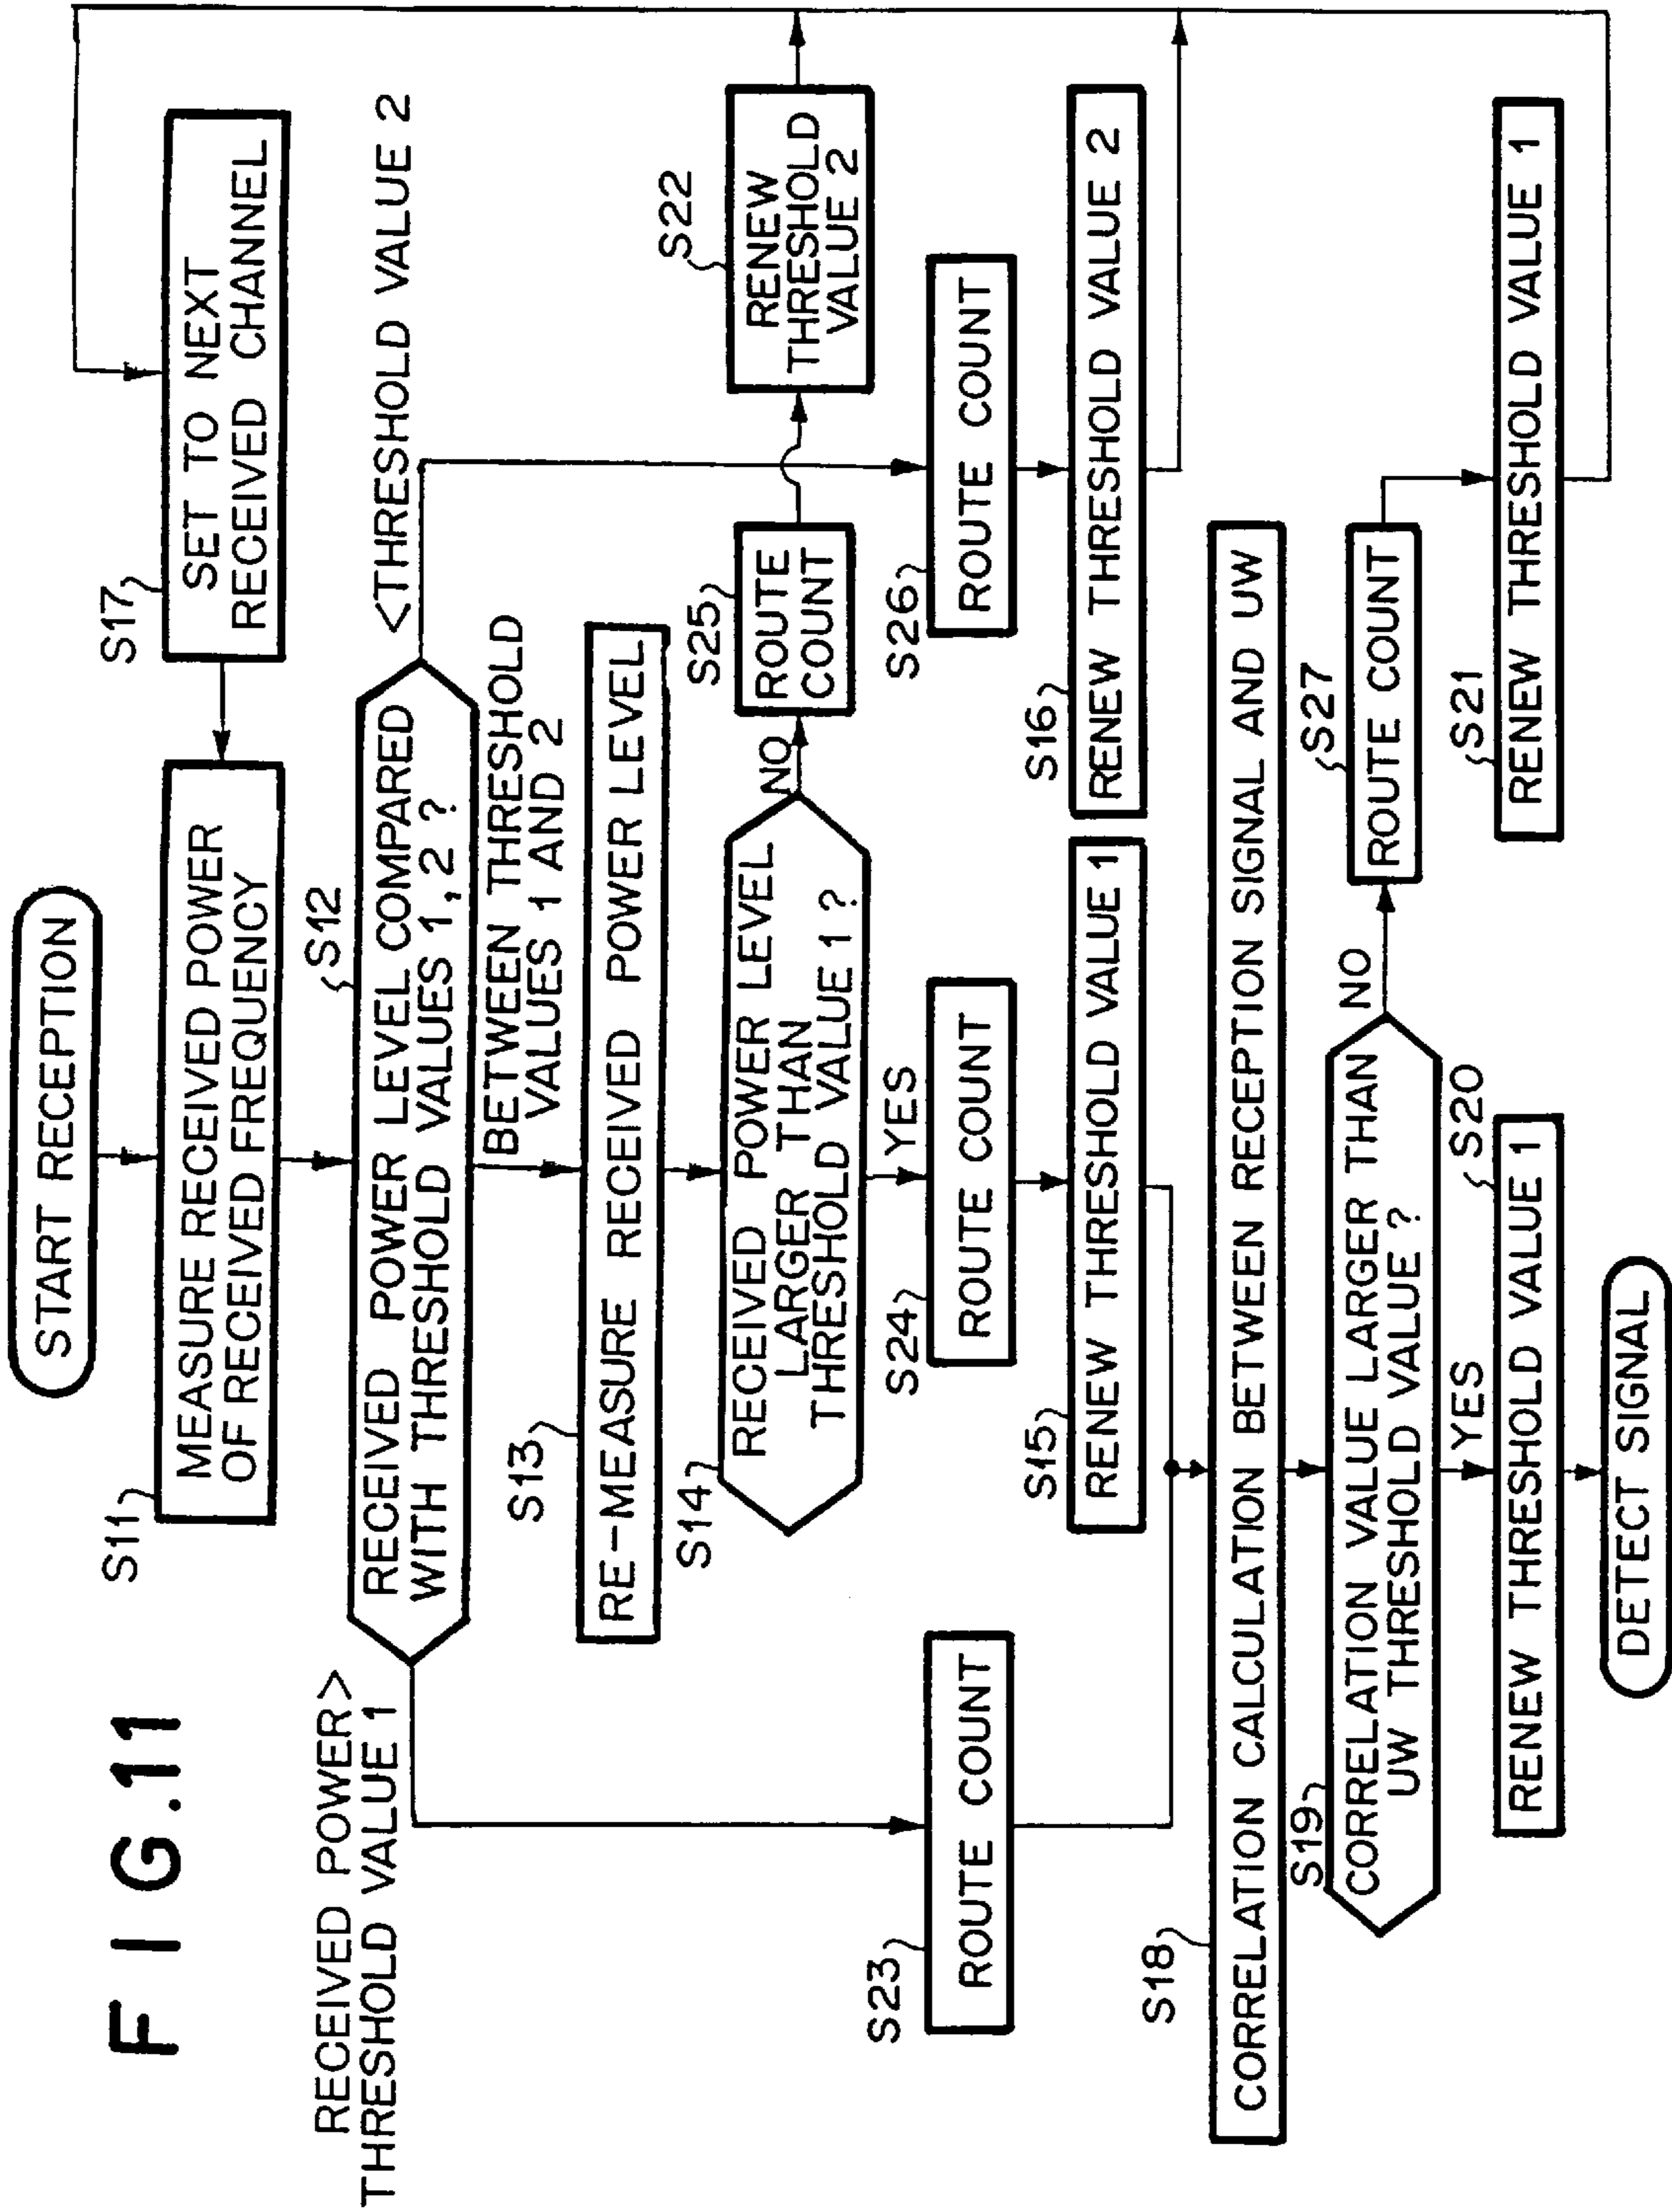 FIG.11
START RECEPTION
S11
MEASURE RECEIVED POWER
OF RECEIVED FREQUENCY
S17
SET TO NEXT
RECEIVED CHANNEL
S12
RECEIVED POWER LEVEL COMPARED
WITH THRESHOLD VALUES 1,2 ?
RECEIVED POWER>
THRESHOLD VALUE 1
<THRESHOLD VALUE 2
BETWEEN THRESHOLD
VALUES 1 AND 2
S13
RE-MEASURE RECEIVED POWER LEVEL
S14
RECEIVED POWER LEVEL
LARGER THAN
THRESHOLD VALUE 1 ?
NO
S25
ROUTE
COUNT
S22
RENEW
THRESHOLD
VALUE 2
YES
S23
ROUTE COUNT
S24
ROUTE COUNT
S26
ROUTE COUNT
S15
RENEW THRESHOLD VALUE 1
S16
RENEW THRESHOLD VALUE 2
S18
CORRELATION CALCULATION BETWEEN RECEPTION SIGNAL AND UW
S19
CORRELATION VALUE LARGER THAN
UW THRESHOLD VALUE ?
NO
S27
ROUTE COUNT
YES
S20
RENEW THRESHOLD VALUE 1
S21
RENEW THRESHOLD VALUE 1
DETECT SIGNAL